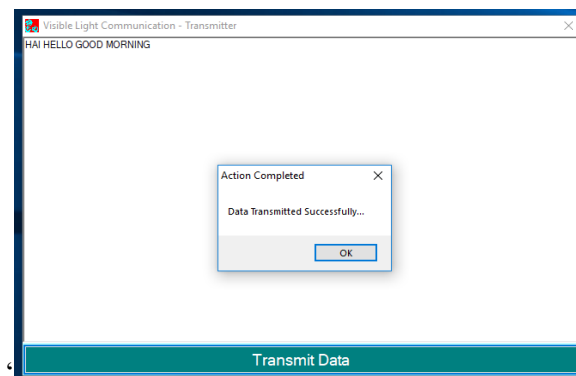 Visible Light Communication - Transmitter
HAI HELLO GOOD MORNING
Action Completed
Data Transmitted Successfully...
OK
Transmit Data